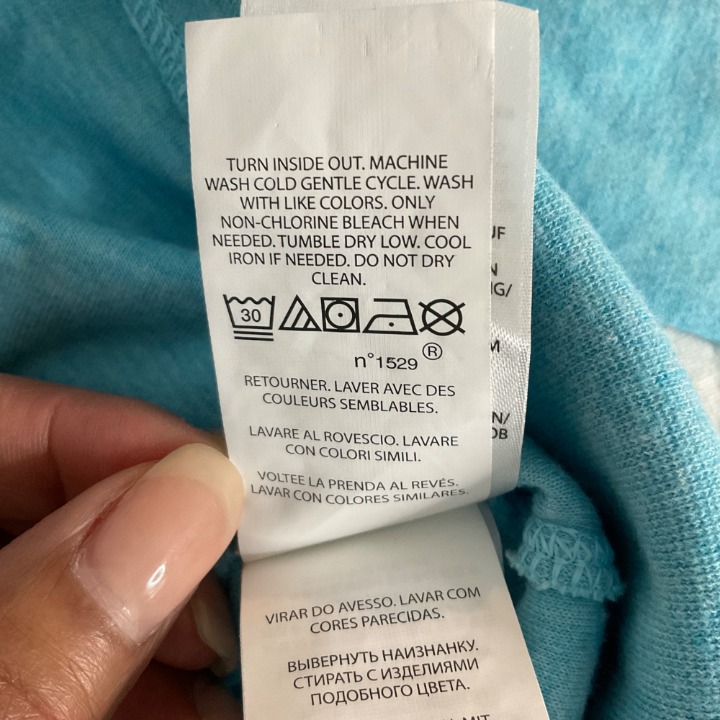 TURN INSIDE OUT. MACHINE
WASH COLD GENTLE CYCLE. WASH
WITH LIKE COLORS. ONLY
NON-CHLORINE BLEACH WHEN
NEEDED. TUMBLE DRY LOW. COOL
IRON IF NEEDED. DO NOT DRY
CLEAN.
30
n°1529 ®
RETOURNER. LAVER AVEC DES
COULEURS SEMBLABLES.
LAVARE AL ROVESCIO. LAVARE
CON COLORI SIMILI.
VOLTEE LA PRENDA AL REVÉS.
LAVAR CON COLORES SIMILARES.
VIRAR DO AVESSO. LAVAR COM
CORES PARECIDAS.
ВЫВЕРНУТЬ НАИЗНАНКУ.
СТИРАТЬ С ИЗДЕЛИЯМИ
ПОДОБНОГО ЦВЕТА.